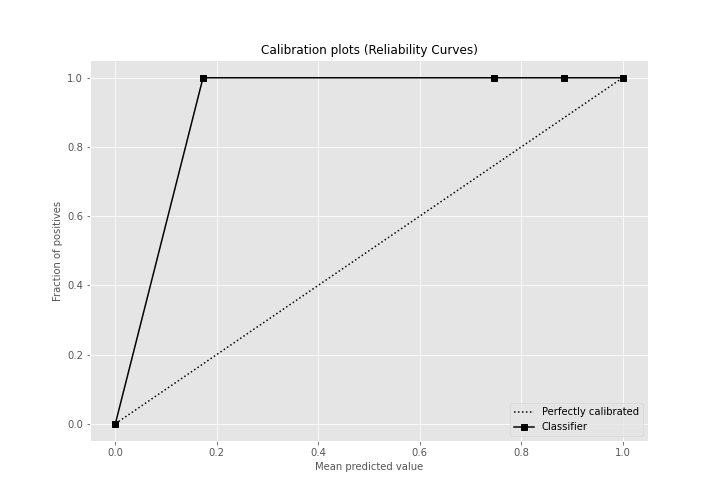 Calibration plots (Reliability Curves)
1.0
0.8
0.6
0.4
0.2
0.0
Fraction of positives
0.0 0.2 0.4 0.6 0.8 1.0
Mean predicted value
Perfectly calibrated
Classifier